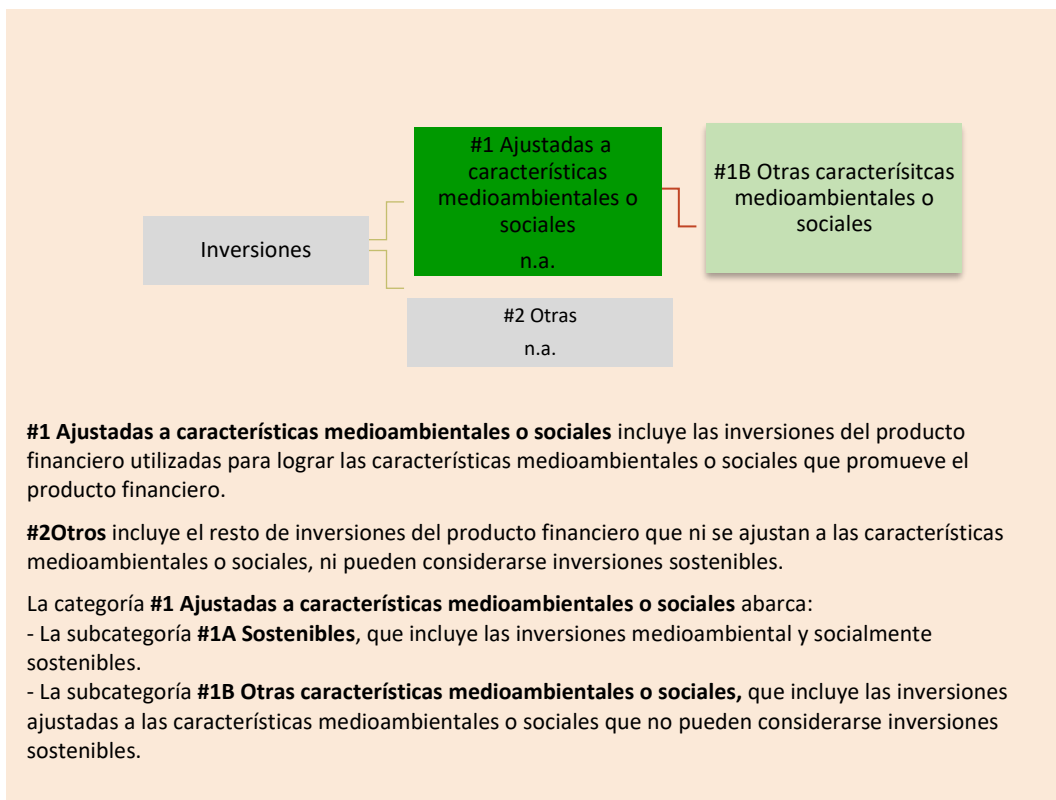 #1 Ajustadas a
características
medioambientales o
sociales
n.a.
#1B Otras caracterísitcas
medioambientales o
sociales
Inversiones
#2 Otras
n.a.
#1 Ajustadas a características medioambientales o sociales incluye las inversiones del producto
financiero utilizadas para lograr las características medioambientales o sociales que promueve el
producto financiero.
#2Otros incluye el resto de inversiones del producto financiero que ni se ajustan a las características
medioambientales o sociales, ni pueden considerarse inversiones sostenibles.
La categoría #1 Ajustadas a características medioambientales o sociales abarca:
- La subcategoría #1A Sostenibles, que incluye las inversiones medioambiental y socialmente
sostenibles.
- La subcategoría #1B Otras características medioambientales o sociales, que incluye las inversiones
ajustadas a las características medioambientales o sociales que no pueden considerarse inversiones
sostenibles.